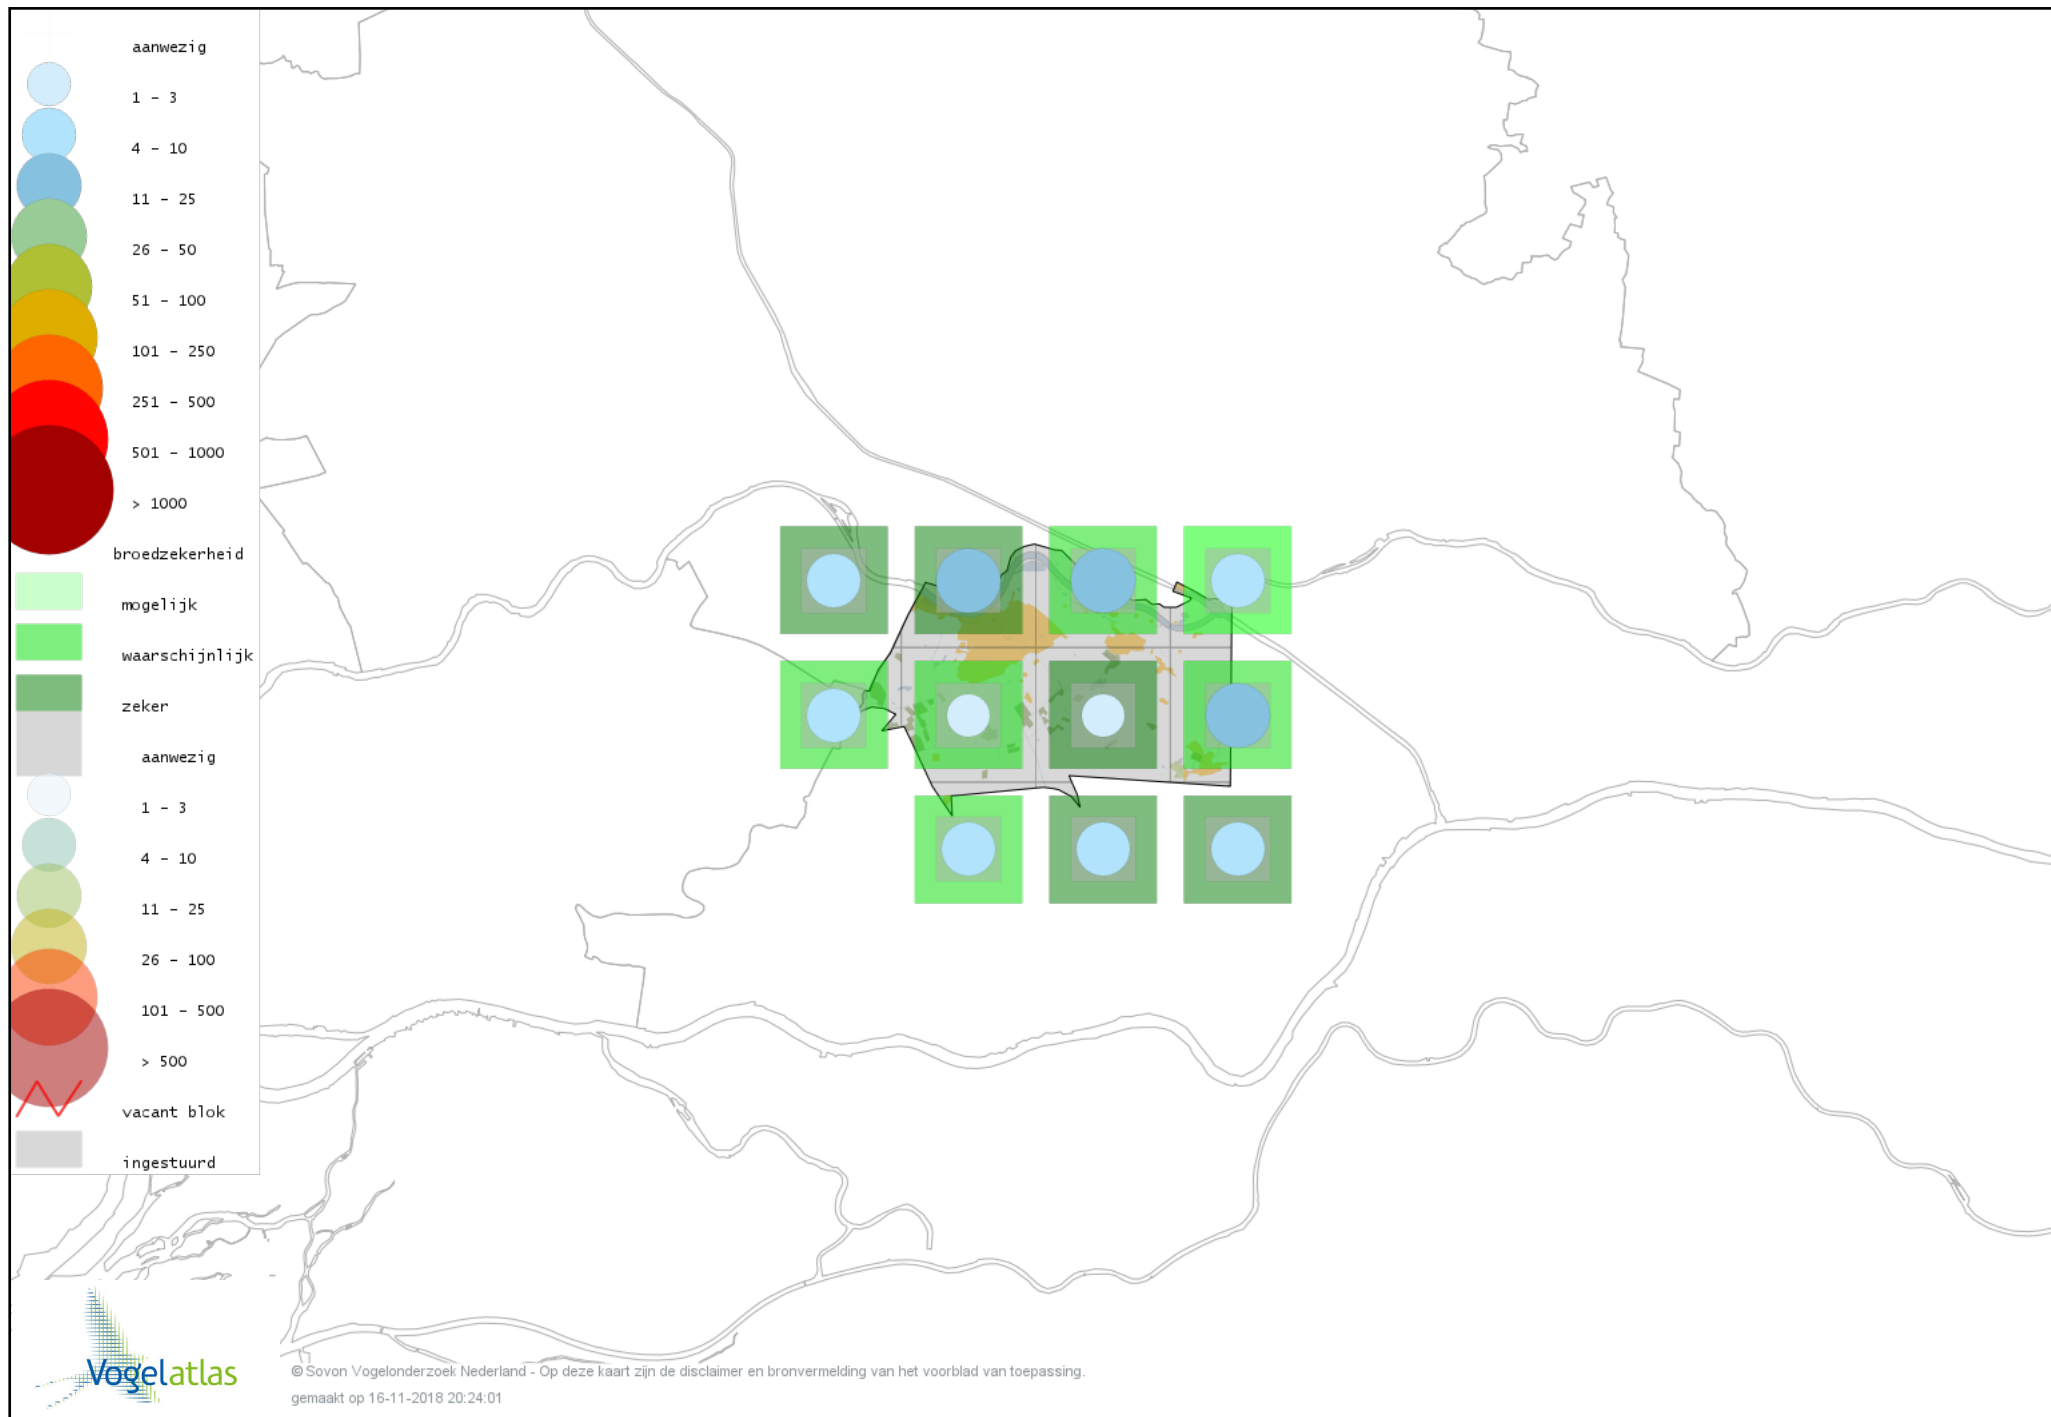 aanwezig
1 - 3
4 - 10
11 - 25
26 - 50
51 - 100
101 - 250
251 - 500
501 - 1000
> 1000
broedzekerheid
mogelijk
waarschijnlijk
zeker
aanwezig
1 - 3
4 - 10
11 - 25
26 - 100
101 - 500
> 500
vacant blok
ingestuurd
Vogelatlas
© Sovon Vogelonderzoek Nederland - Op deze kaart zijn de disclaimer en bronvermelding van het voorblad van toepassing.
gemaakt op 16-11-2018 20:24:01